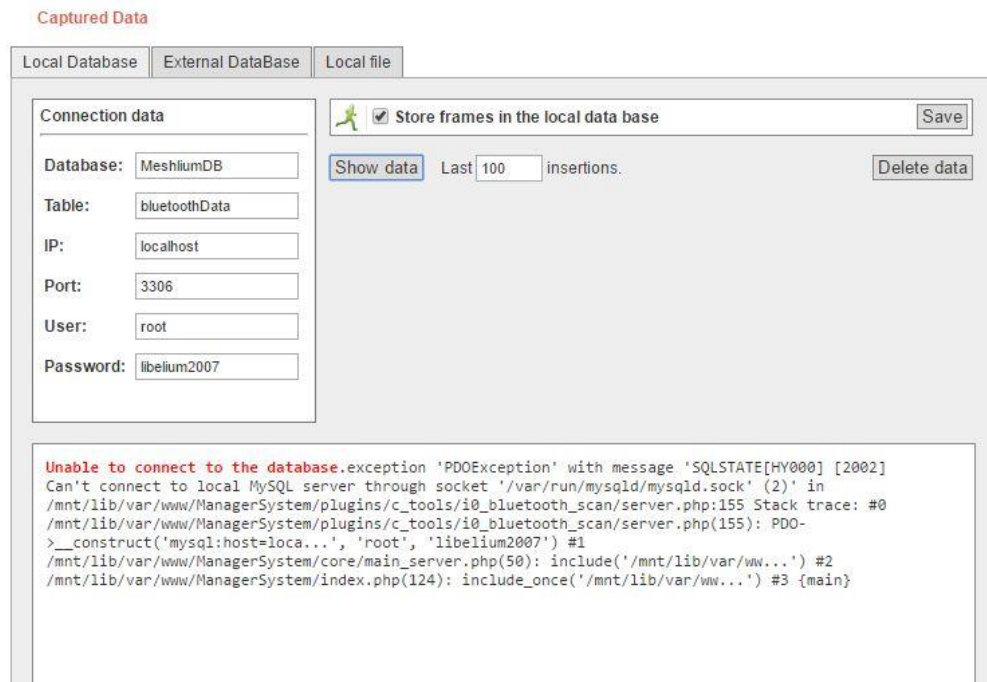 Captured Data
Local Database External DataBase Local file
Connection data
Database: MeshliumDB
Table: bluetoothData
IP: localhost
Port: 3306
User: root
Password: libelium2007
Store frames in the local data base Save
Show data Last 100 insertions. Delete data
Unable to connect to the database.exception 'PDOException' with message 'SQLSTATE[HY000] [2002]
Can't connect to local MySQL server through socket '/var/run/mysqld/mysqld.sock' (2)' in
/mnt/lib/var/www/ManagerSystem/plugins/c_tools/i0_bluetooth_scan/server.php:155 Stack trace: #0
/mnt/lib/var/www/ManagerSystem/plugins/c_tools/i0_bluetooth_scan/server.php(155): PDO-
>__construct('mysql:host=loca...', 'root', 'libelium2007') #1
/mnt/lib/var/www/ManagerSystem/core/main_server.php(50): include('/mnt/lib/var/ww...') #2
/mnt/lib/var/www/ManagerSystem/index.php(124): include_once('/mnt/lib/var/ww...') #3 {main}